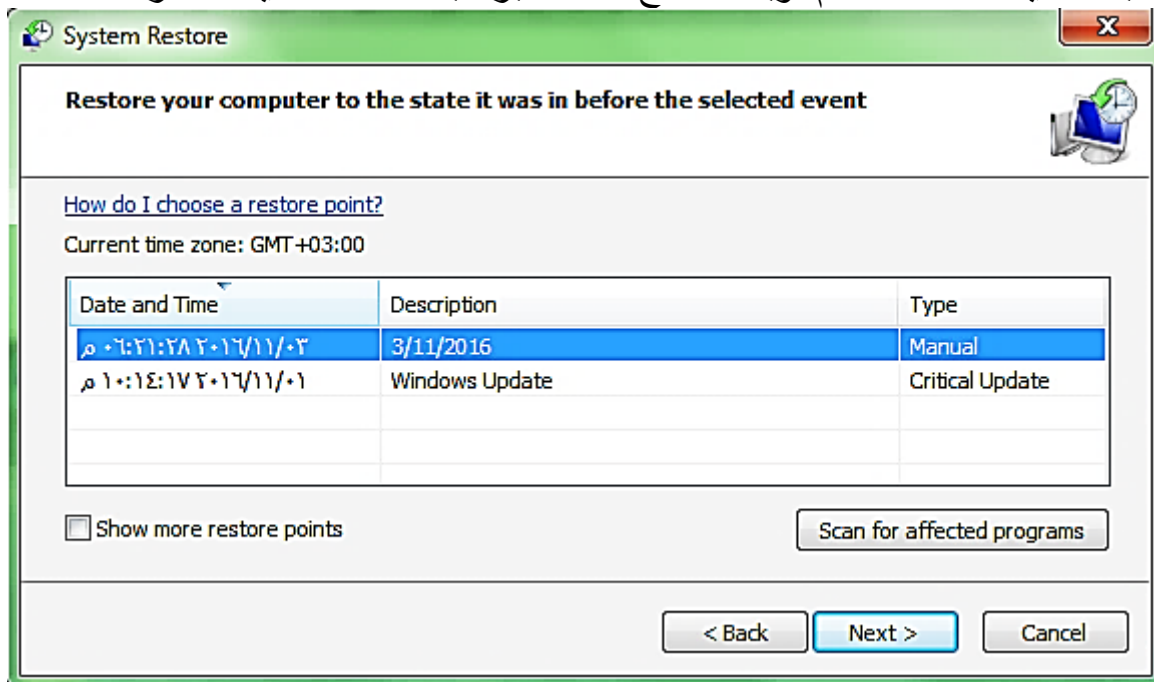 System Restore
Restore your computer to the state it was in before the selected event
How do I choose a restore point?
Current time zone: GMT+03:00
Date and Time Description Type
٠٦:٢١:٢٨ ٢٠١٦/١١/٠٣ م 3/11/2016 Manual
١٠:١٤:١٧ ٢٠١٦/١١/٠١ م Windows Update Critical Update
Show more restore points Scan for affected programs
< Back Next > Cancel